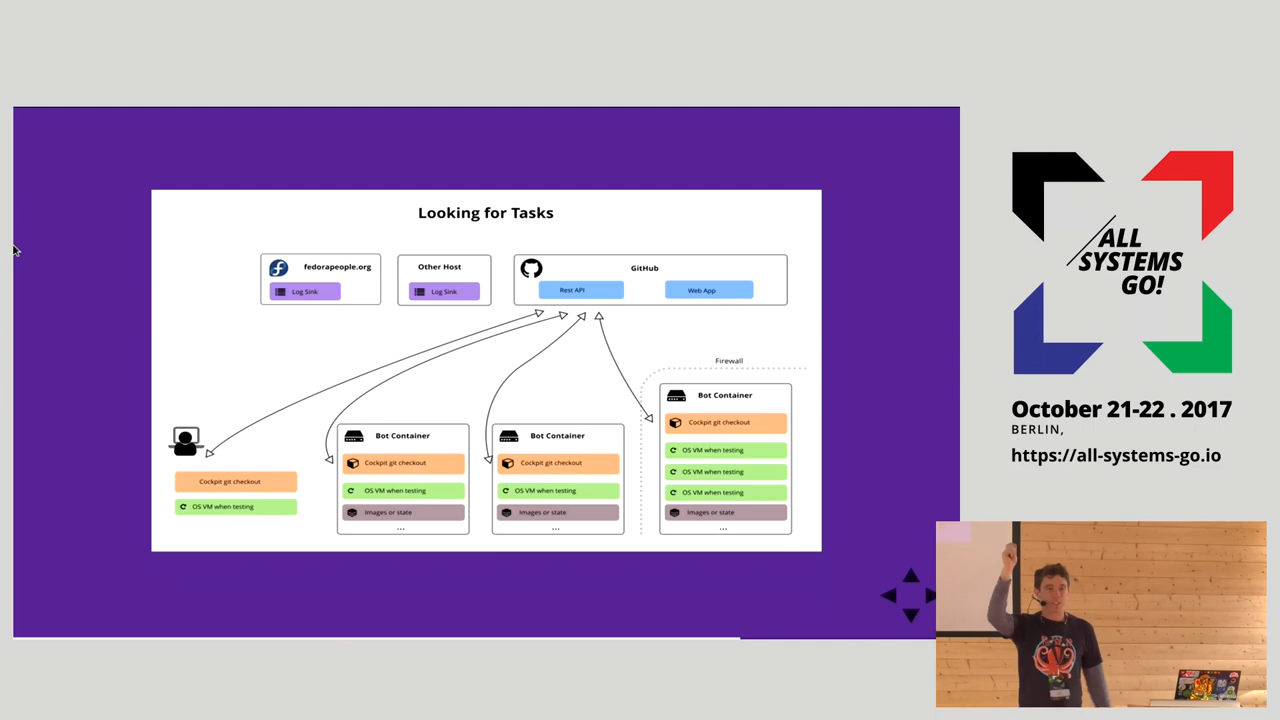 Looking for Tasks
fedorapeople.org
Log Sink
Other Host
Log Sink
GitHub
Rest API
Web App
Firewall
Cockpit git checkout
OS VM when testing
Bot Container
Cockpit git checkout
OS VM when testing
Images or state
...
Bot Container
Cockpit git checkout
OS VM when testing
Images or state
...
Bot Container
Cockpit git checkout
OS VM when testing
OS VM when testing
OS VM when testing
Images or state
...
ALL
SYSTEMS
GO!
October 21-22 . 2017
BERLIN,
https://all-systems-go.io